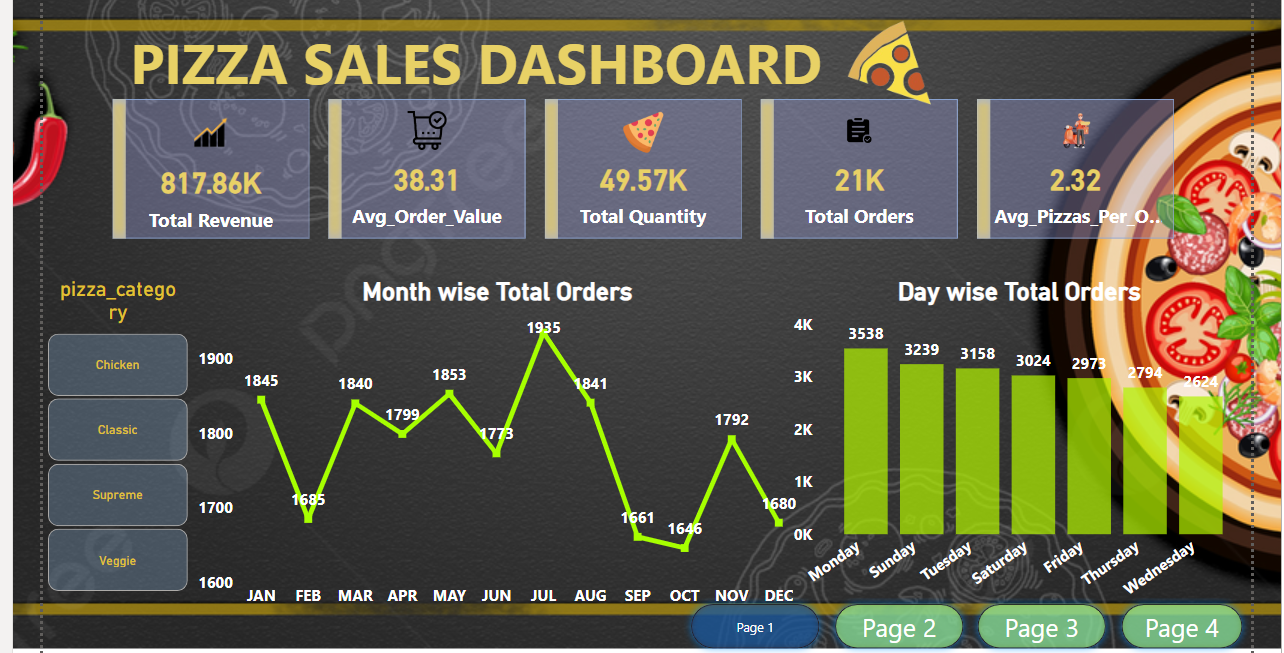 PIZZA SALES DASHBOARD
817.86K
Total Revenue
38.31
Avg_Order_Value
49.57K
Total Quantity
21K
Total Orders
2.32
Avg_Pizzas_Per_O..
pizza_catego
ry
Chicken
Classic
Supreme
Veggie
Month wise Total Orders
1900
1800
1700
1600
1845
1685
1840
1799
1853
1773
1935
1841
1661
1646
1792
1680
JAN FEB MAR APR MAY JUN JUL AUG SEP OCT NOV DEC
Day wise Total Orders
4K
3K
2K
1K
0K
3538
3239
3158
3024
2973
2794
2624
Monday
Sunday
Tuesday
Saturday
Friday
Thursday
Wednesday
Page 1
Page 2
Page 3
Page 4